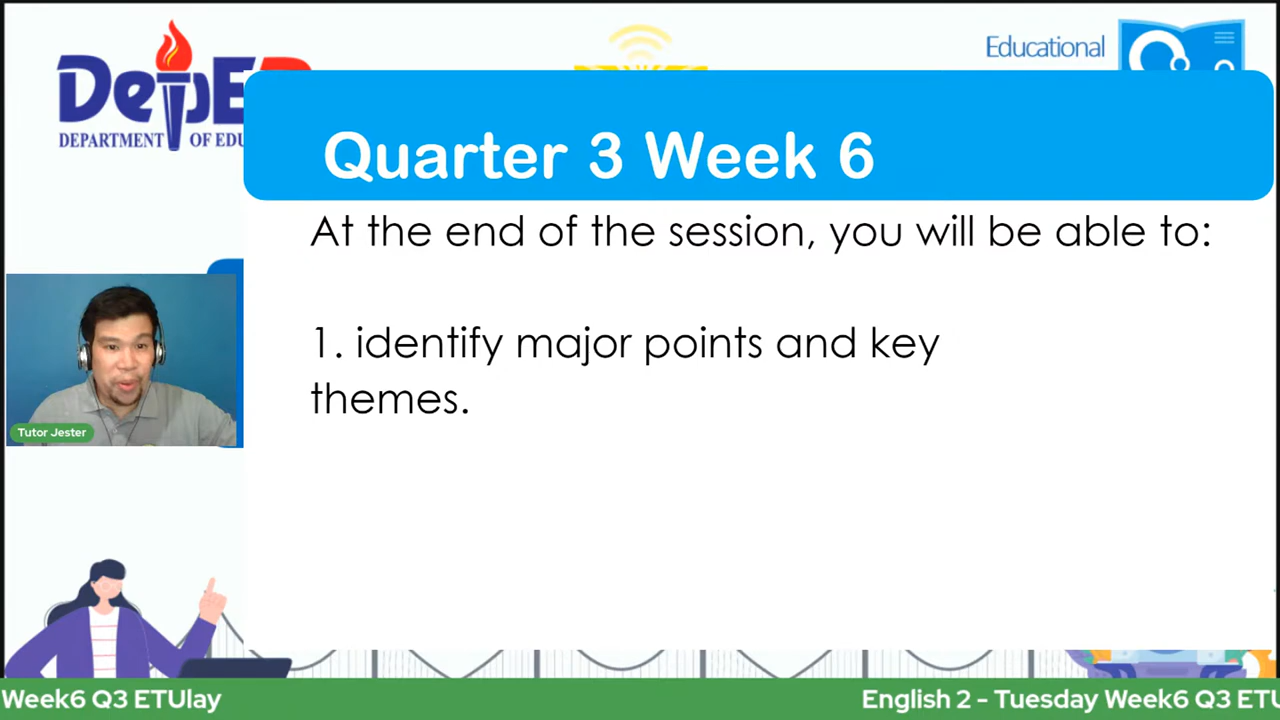 DepE
DEPARTMENT OF EDU
Educational
Quarter 3 Week 6
At the end of the session, you will be able to:
1. identify major points and key
themes.
Tutor Jester
Week6 Q3 ETUlay
English 2 - Tuesday Week6 Q3 ETU